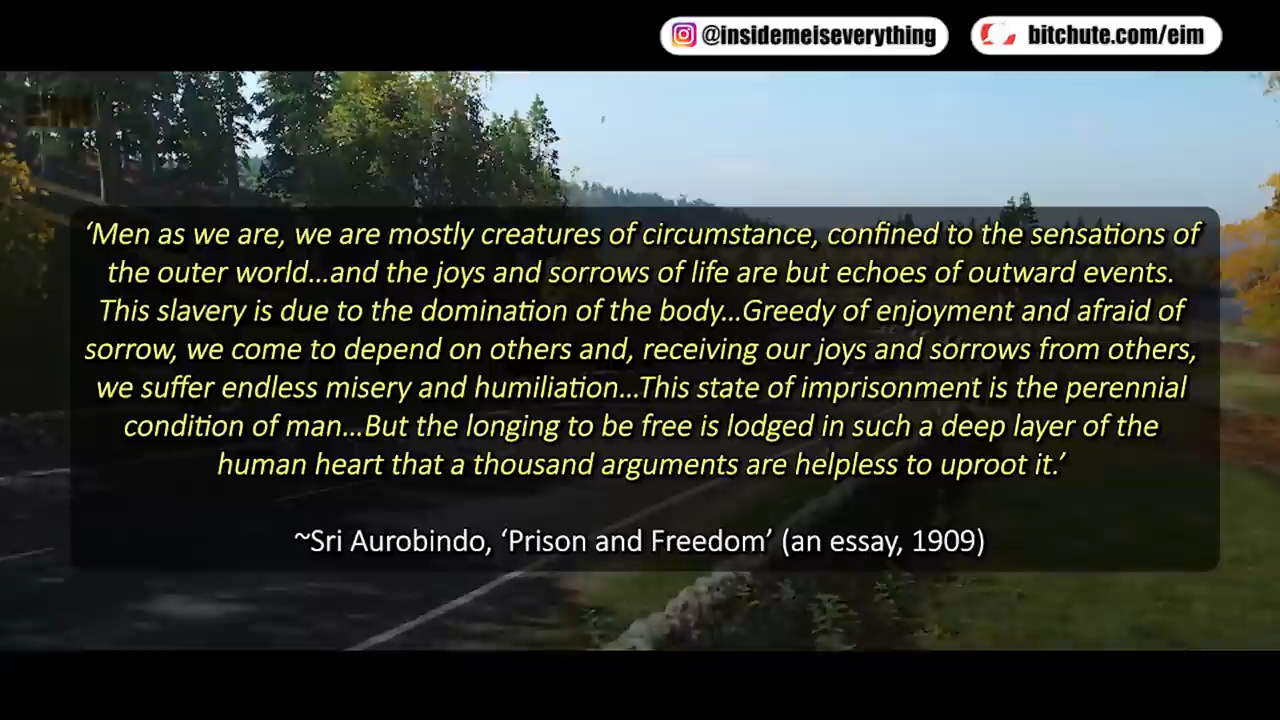 @insidemeiseverything
bitchute.com/eim
‘Men as we are, we are mostly creatures of circumstance, confined to the sensations of
the outer world...and the joys and sorrows of life are but echoes of outward events.
This slavery is due to the domination of the body...Greedy of enjoyment and afraid of
sorrow, we come to depend on others and, receiving our joys and sorrows from others,
we suffer endless misery and humiliation...This state of imprisonment is the perennial
condition of man...But the longing to be free is lodged in such a deep layer of the
human heart that a thousand arguments are helpless to uproot it.’
~Sri Aurobindo, ‘Prison and Freedom’ (an essay, 1909)